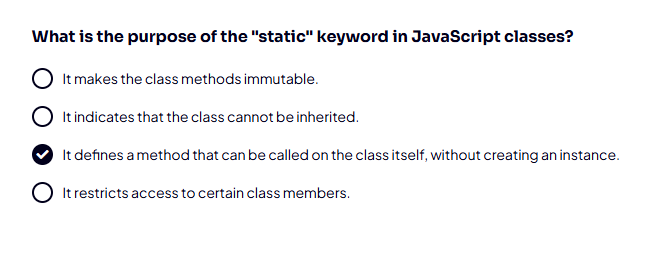 What is the purpose of the "static" keyword in JavaScript classes?
It makes the class methods immutable.
It indicates that the class cannot be inherited.
It defines a method that can be called on the class itself, without creating an instance.
It restricts access to certain class members.